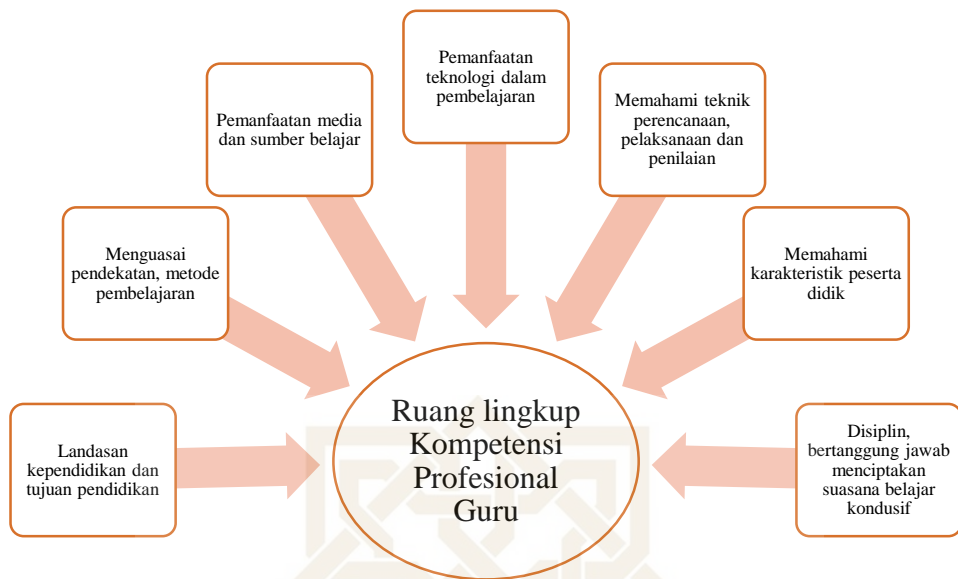 Pemanfaatan
teknologi dalam
pembelajaran
Pemanfaatan media
dan sumber belajar
Memahami teknik
perencanaan,
pelaksanaan dan
penilaian
Menguasai
pendekatan, metode
pembelajaran
Memahami
karakteristik peserta
didik
Landasan
kependidikan dan
tujuan pendidikan
Ruang lingkup
Kompetensi
Profesional
Guru
Disiplin,
bertanggung jawab
menciptakan
suasana belajar
kondusif